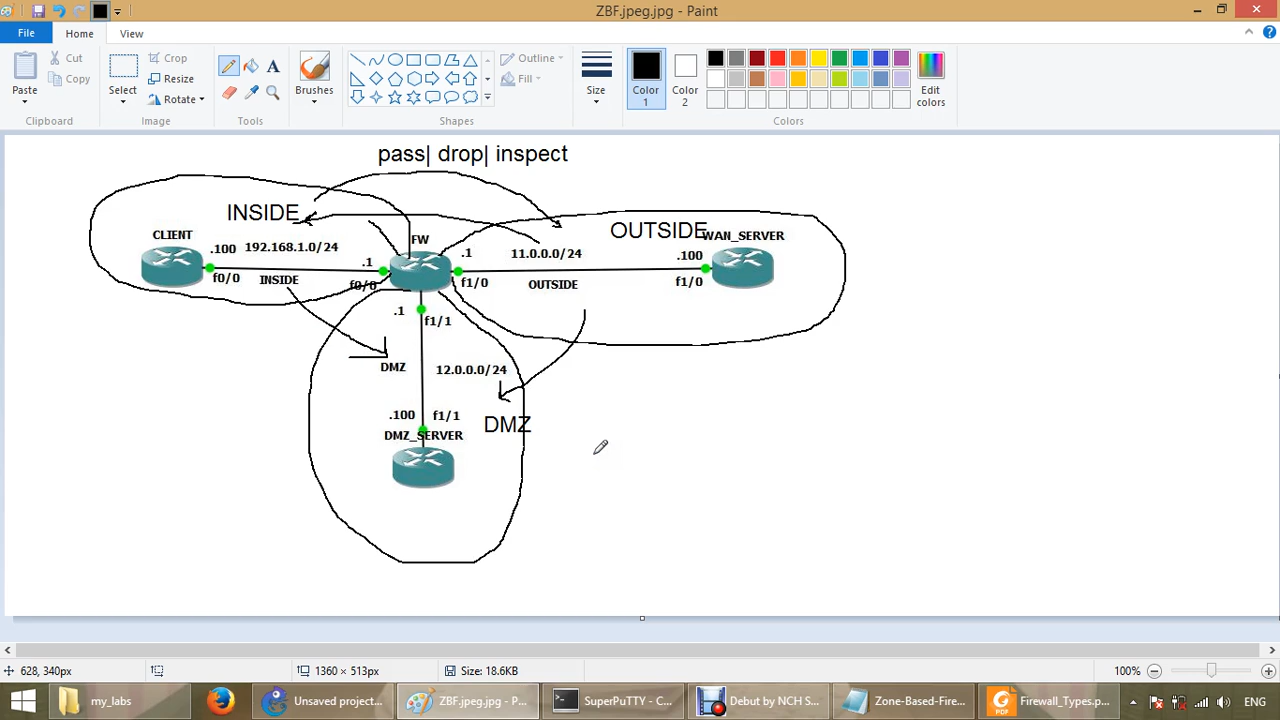 ZBF.jpeg.jpg - Paint
File Home View
Paste
Cut
Copy
Clipboard
Select
Crop
Resize
Rotate
Image
A
Tools
Brushes
Outline
Fill
Shapes
Size
Color 1
Color 2
Edit colors
Colors
pass| drop| inspect
INSIDE
OUTSIDE
CLIENT
WAN_SERVER
FW
.100 192.168.1.0/24
.1
.1
11.0.0.0/24
.100
f0/0
INSIDE
f0/0
f1/0
OUTSIDE
f1/0
.1
f1/1
DMZ
12.0.0.0/24
.100
f1/1
DMZ
DMZ_SERVER
628, 340px
1360 × 513px
Size: 18.6KB
100%
my_labs
Unsaved project...
ZBF.jpeg.jpg - P...
SuperPuTTY - C...
Debut by NCH S...
Zone-Based-Fire...
PDF
Firewall_Types.p...
ENG